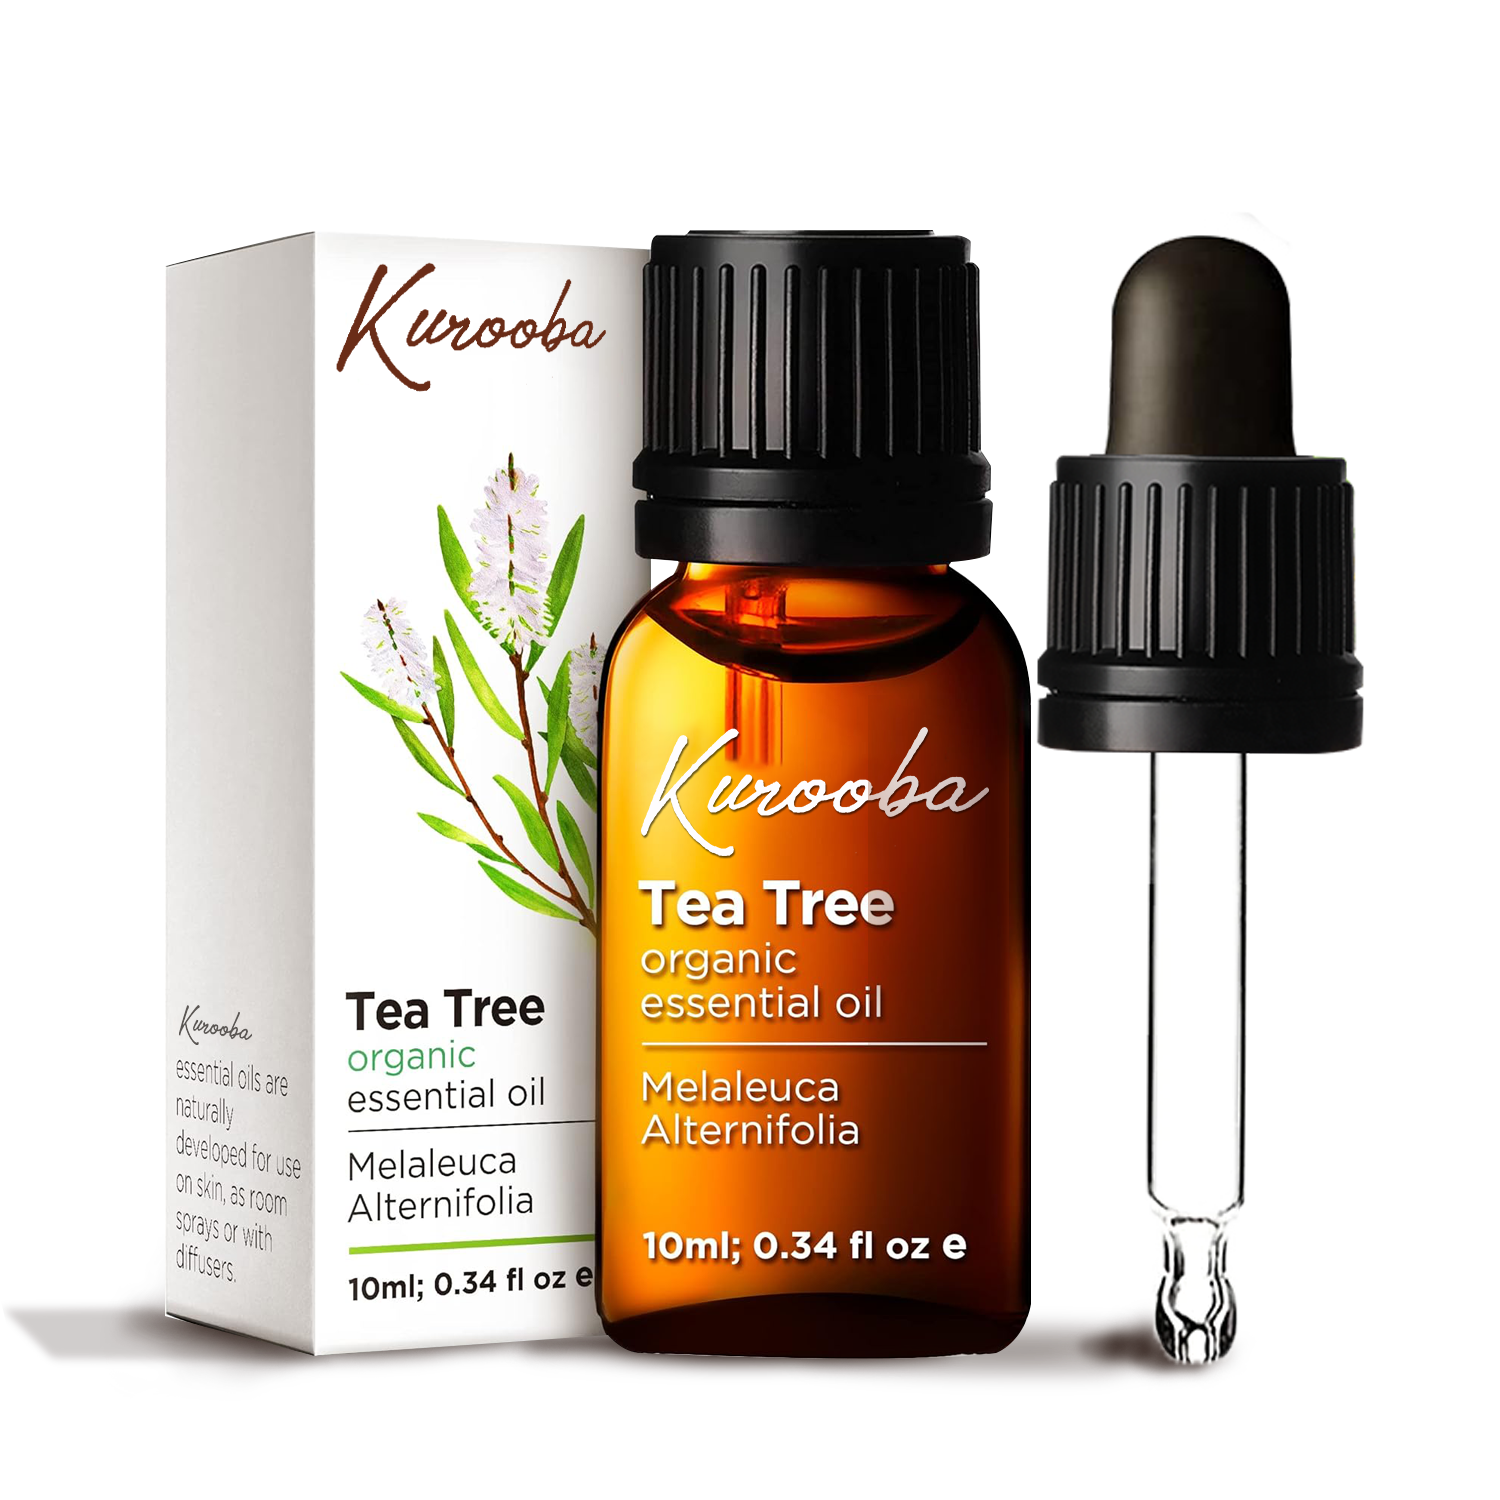 Kurooba
Tea Tree
organic
essential oil
Melaleuca
Alternifolia
10ml; 0.34 fl oz e
Kurooba
essential oils are
naturally
developed for use
on skin, as room
sprays or with
diffusers.
Kurooba
Tea Tree
organic
essential oil
Melaleuca
Alternifolia
10ml; 0.34 fl oz e